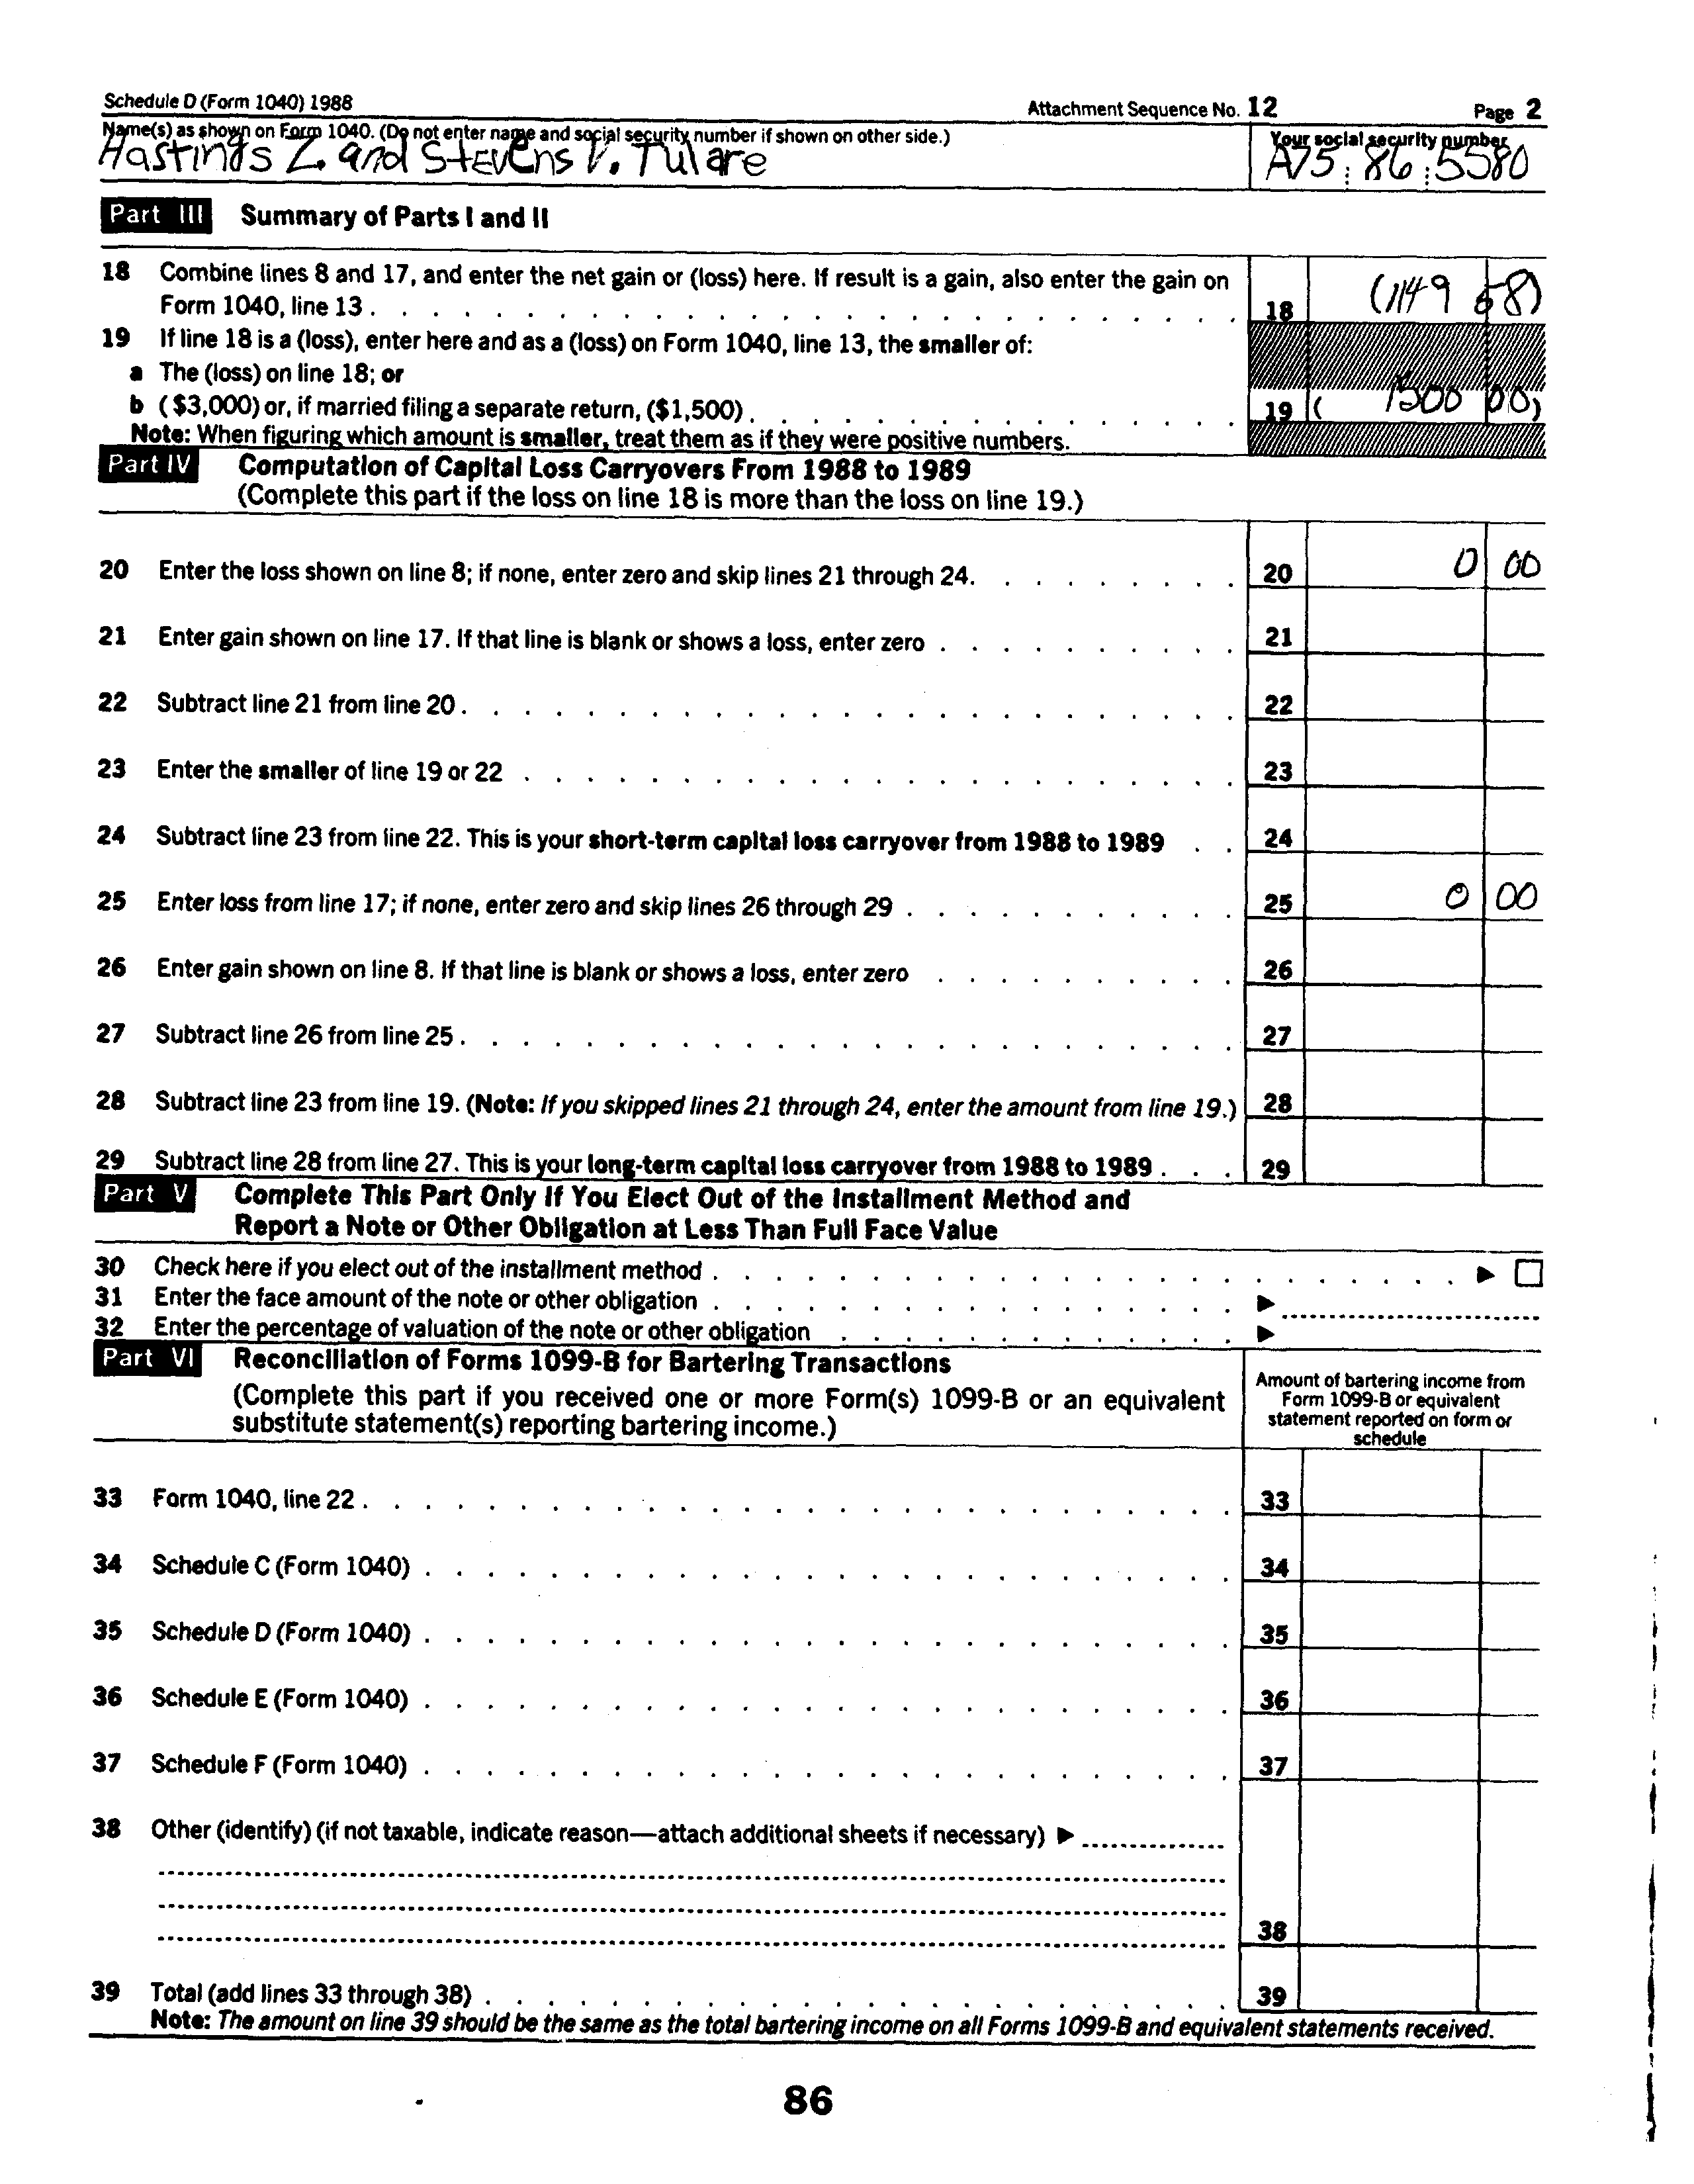 Schedule D (Form 1040) 1988 Attachment Sequence No. 12 Page 2
Name(s) as shown on Form 1040. (Do not enter name and social security number if shown on other side.) Your social security number
Hastings Z. and Stevens V. Tulare A75 86 5580
Part III Summary of Parts I and II
18 Combine lines 8 and 17, and enter the net gain or (loss) here. If result is a gain, also enter the gain on
Form 1040, line 13 . 18 (1149 58)
19 If line 18 is a (loss), enter here and as a (loss) on Form 1040, line 13, the smaller of:
a The (loss) on line 18; or
b ($3,000) or, if married filing a separate return, ($1,500) . 19 ( 1500 00)
Note: When figuring which amount is smaller, treat them as if they were positive numbers.
Part IV Computation of Capital Loss Carryovers From 1988 to 1989
(Complete this part if the loss on line 18 is more than the loss on line 19.)
20 Enter the loss shown on line 8; if none, enter zero and skip lines 21 through 24. 20 0 00
21 Enter gain shown on line 17. If that line is blank or shows a loss, enter zero . 21
22 Subtract line 21 from line 20 . 22
23 Enter the smaller of line 19 or 22 . 23
24 Subtract line 23 from line 22. This is your short-term capital loss carryover from 1988 to 1989 . 24
25 Enter loss from line 17; if none, enter zero and skip lines 26 through 29 . 25 0 00
26 Enter gain shown on line 8. If that line is blank or shows a loss, enter zero . 26
27 Subtract line 26 from line 25 . 27
28 Subtract line 23 from line 19. (Note: If you skipped lines 21 through 24, enter the amount from line 19.) 28
29 Subtract line 28 from line 27. This is your long-term capital loss carryover from 1988 to 1989 . 29
Part V Complete This Part Only If You Elect Out of the Installment Method and
Report a Note or Other Obligation at Less Than Full Face Value
30 Check here if you elect out of the installment method . ▶ □
31 Enter the face amount of the note or other obligation . ▶
32 Enter the percentage of valuation of the note or other obligation . ▶
Part VI Reconciliation of Forms 1099-B for Bartering Transactions
(Complete this part if you received one or more Form(s) 1099-B or an equivalent
substitute statement(s) reporting bartering income.)
Amount of bartering income from
Form 1099-B or equivalent
statement reported on form or
schedule
33 Form 1040, line 22 . 33
34 Schedule C (Form 1040) . 34
35 Schedule D (Form 1040) . 35
36 Schedule E (Form 1040) . 36
37 Schedule F (Form 1040) . 37
38 Other (identify) (if not taxable, indicate reason—attach additional sheets if necessary) ▶
38
39 Total (add lines 33 through 38) . 39
Note: The amount on line 39 should be the same as the total bartering income on all Forms 1099-B and equivalent statements received.
86